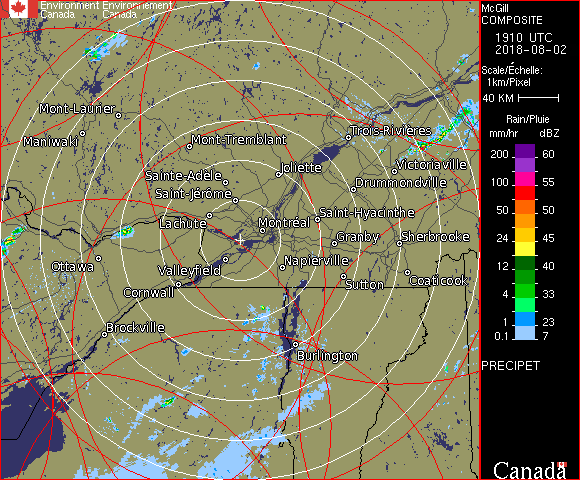 Environment Environnement
Canada Canada
McGill
COMPOSITE
1910 UTC
2018-08-02
Scale/Échelle:
1km/Pixel
40 KM
Rain/Pluie
mm/hr dBZ
200 60
100 55
50 50
24 45
12 40
4 33
1 23
0.1 7
PRECIPET
Canada
Mont-Laurier
Maniwaki
Mont-Tremblant
Trois-Rivières
Joliette
Victoriaville
Sainte-Adèle
Drummondville
Saint-Jérôme
Lachute
Saint-Hyacinthe
Montréal
Granby
Sherbrooke
Ottawa
Valleyfield
Napierville
Cornwall
Sutton
Coaticook
Brockville
Burlington